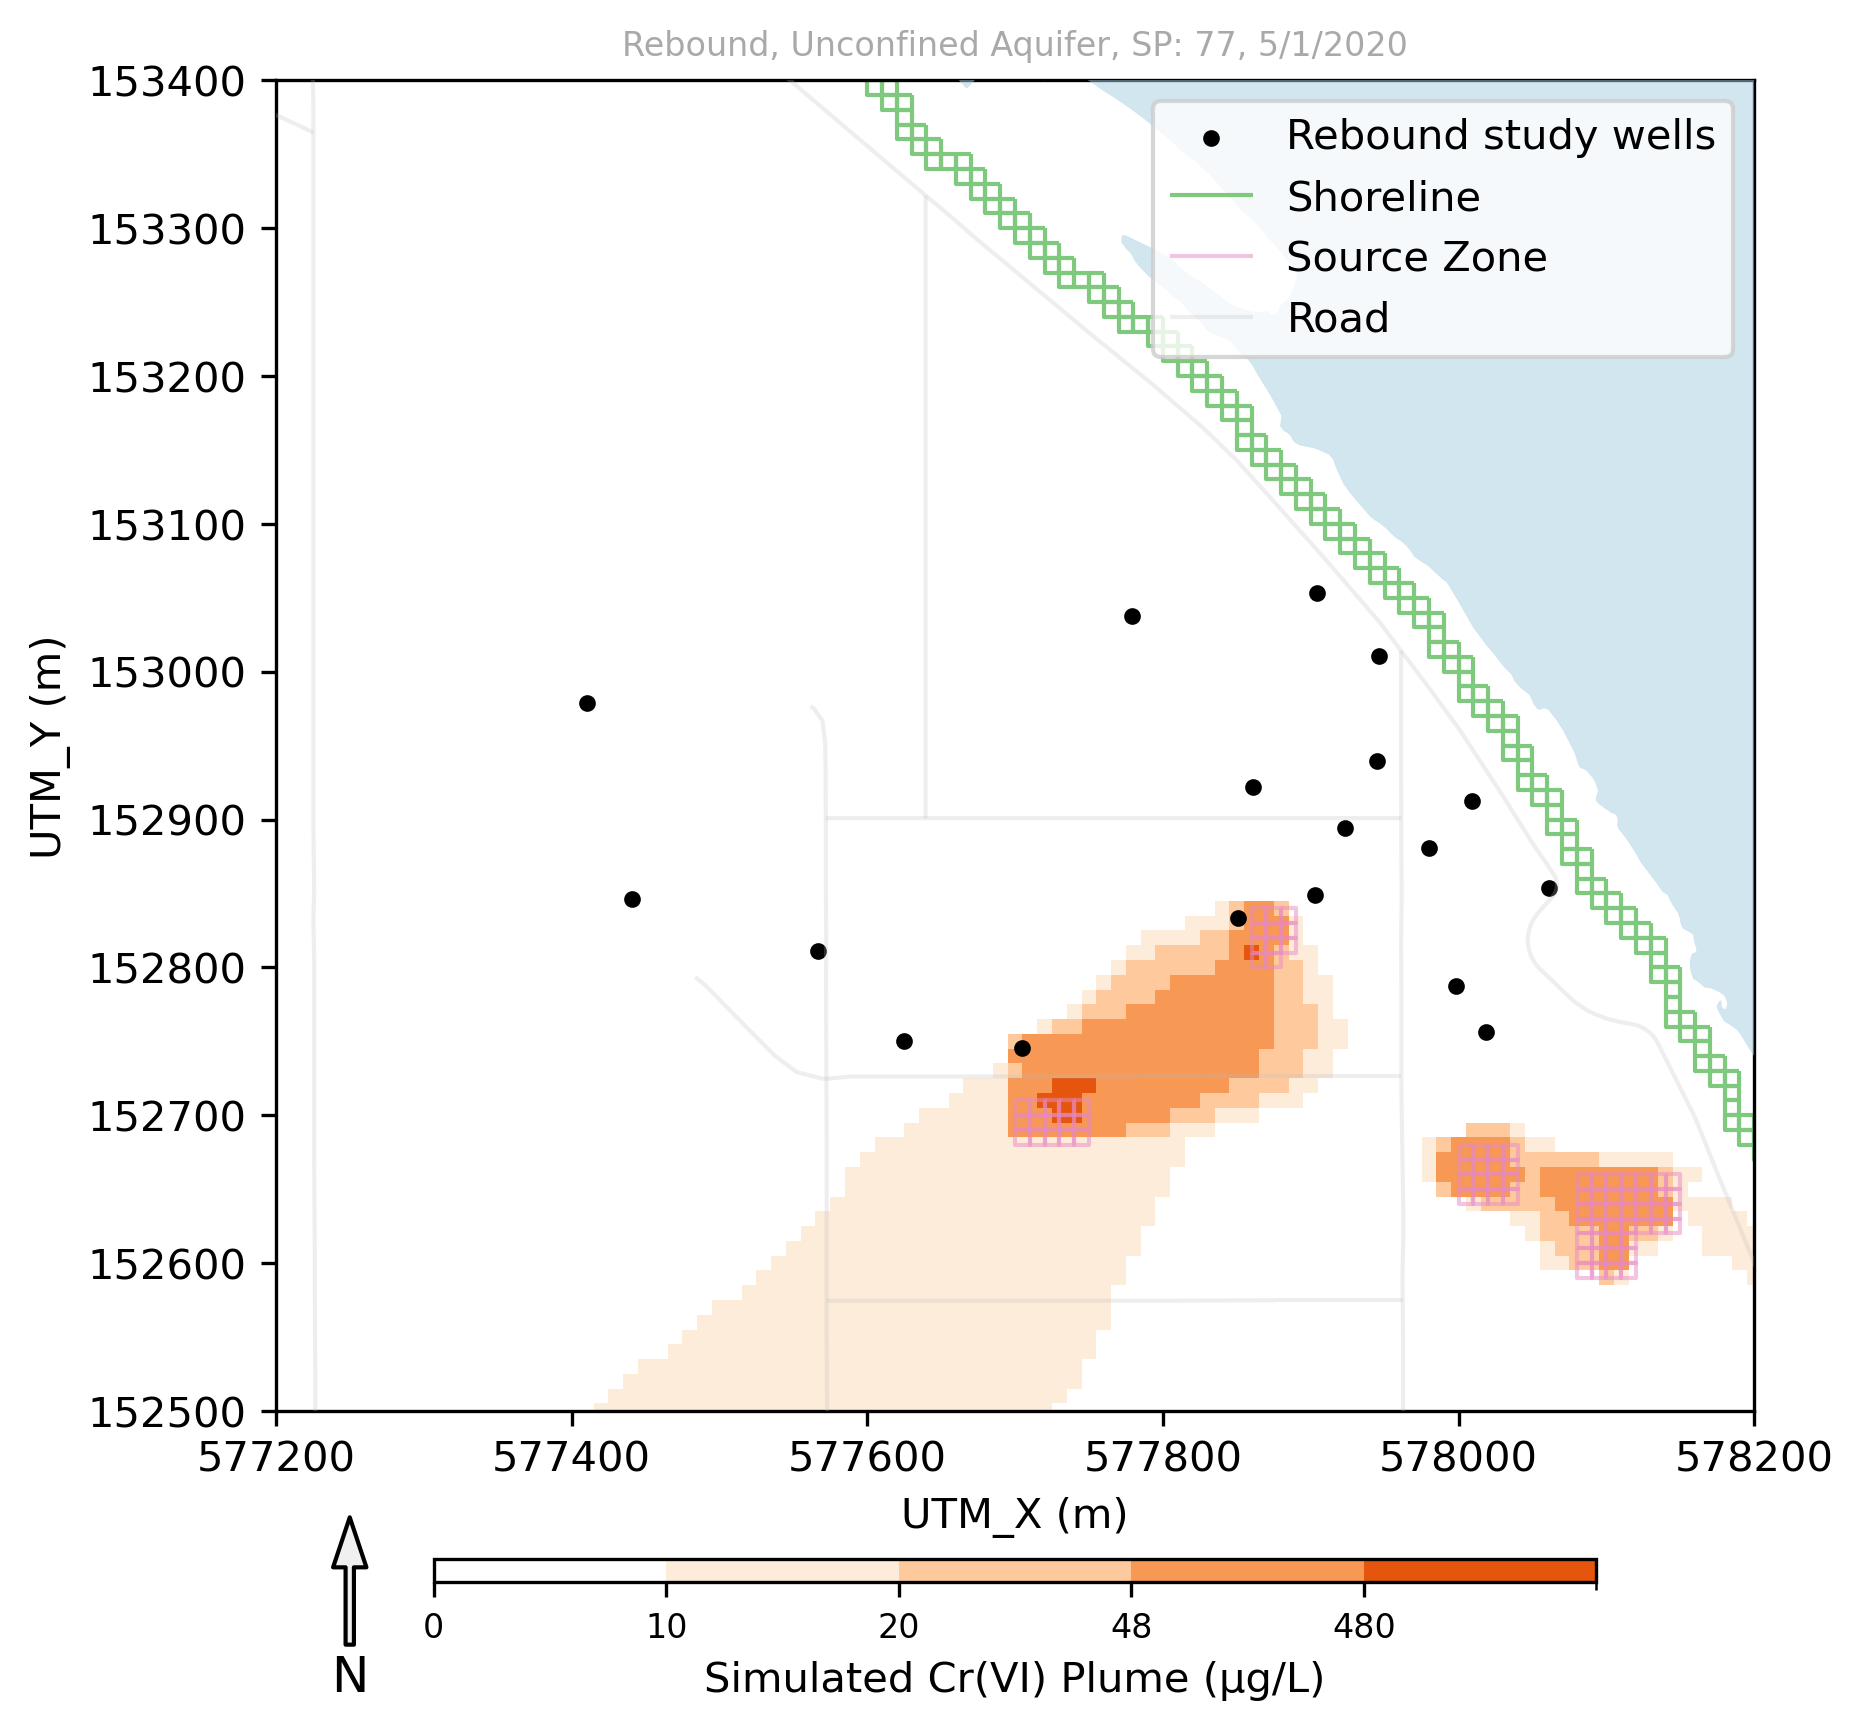 Rebound, Unconfined Aquifer, SP: 77, 5/1/2020
153400
153300
153200
153100
153000
152900
152800
152700
152600
152500
UTM_Y (m)
Rebound study wells
Shoreline
Source Zone
Road
577200 577400 577600 577800 578000 578200
UTM_X (m)
N
0 10 20 48 480
Simulated Cr(VI) Plume (µg/L)